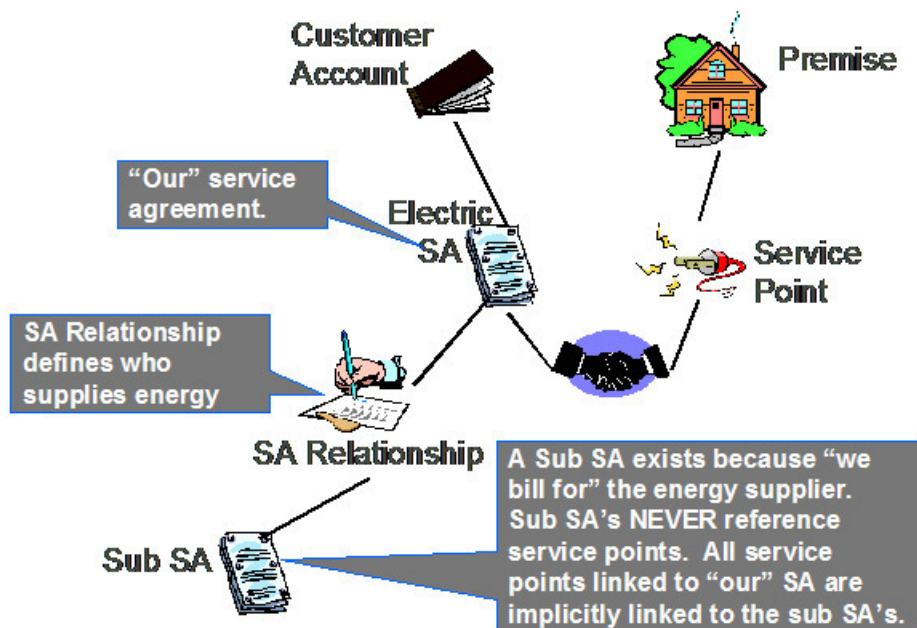 Customer
Account
Premise
“Our” service
agreement.
Electric
SA
Service
Point
SA Relationship
defines who
supplies energy
SA Relationship
A Sub SA exists because “we
bill for” the energy supplier.
Sub SA’s NEVER reference
service points. All service
points linked to “our” SA are
implicitly linked to the sub SA’s.
Sub SA